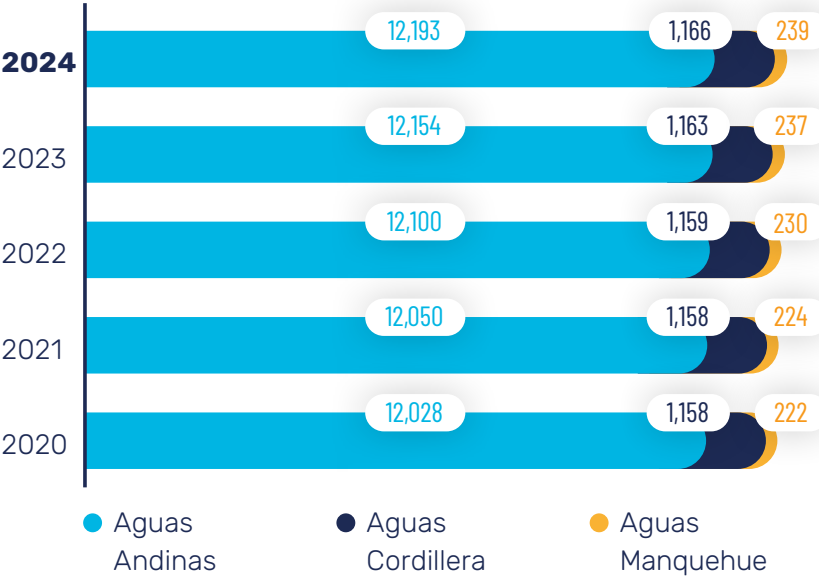 2024 12,193 1,166 239
2023 12,154 1,163 237
2022 12,100 1,159 230
2021 12,050 1,158 224
2020 12,028 1,158 222
Aguas Aguas Aguas
Andinas Cordillera Manquehue